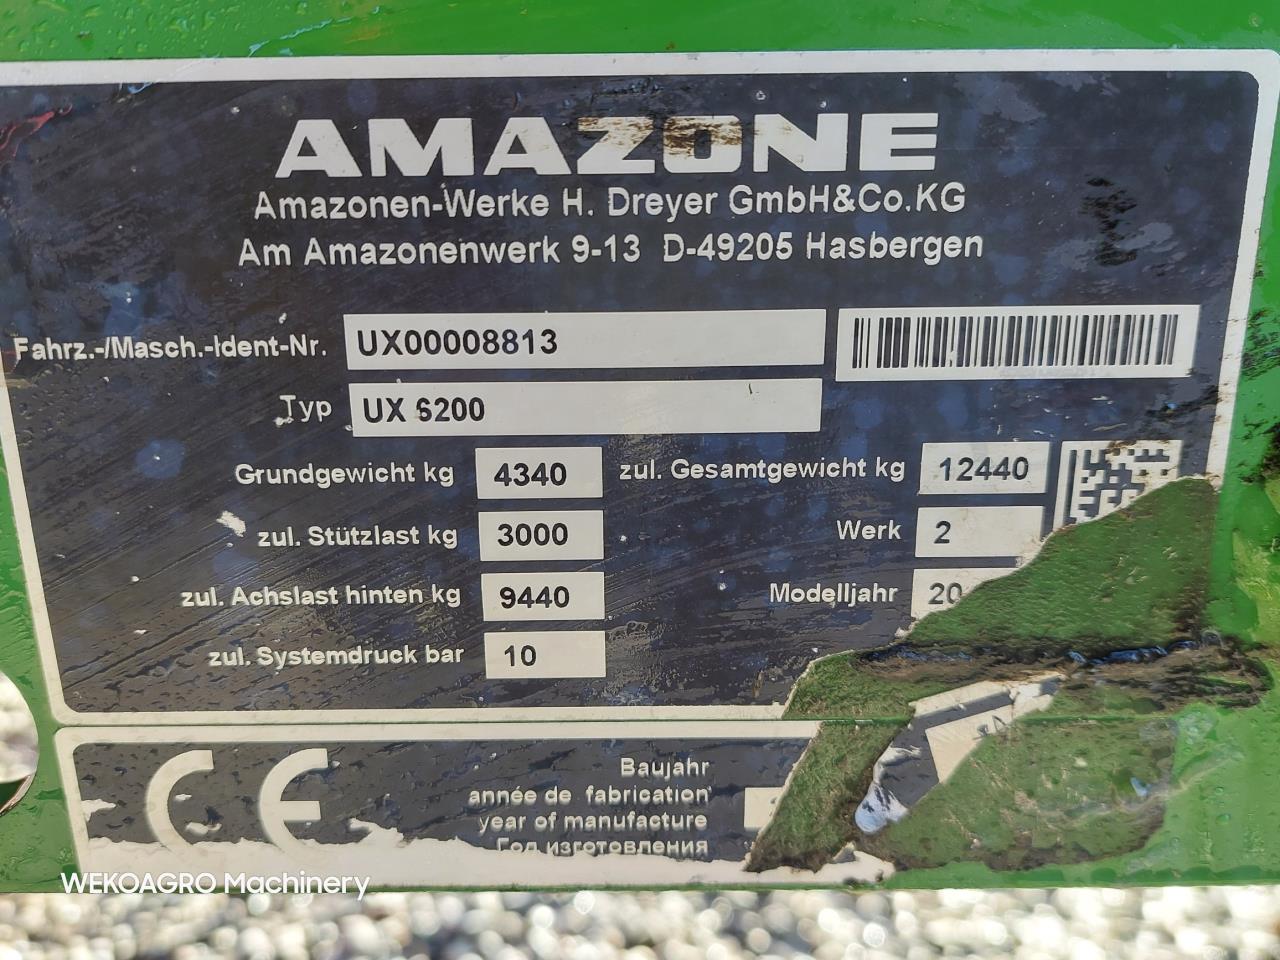 AMAZONE
Amazonen-Werke H. Dreyer GmbH&Co.KG
Am Amazonenwerk 9-13 D-49205 Hasbergen
Fahrz.-/Masch.-Ident-Nr. UX00008813
Typ UX 6200
Grundgewicht kg 4340 zul. Gesamtgewicht kg 12440
zul. Stützlast kg 3000 Werk 2
zul. Achslast hinten kg 9440 Modelljahr 20
zul. Systemdruck bar 10
CE
Baujahr
année de fabrication
year of manufacture
Год изготовления
WEKOAGRO Machinery